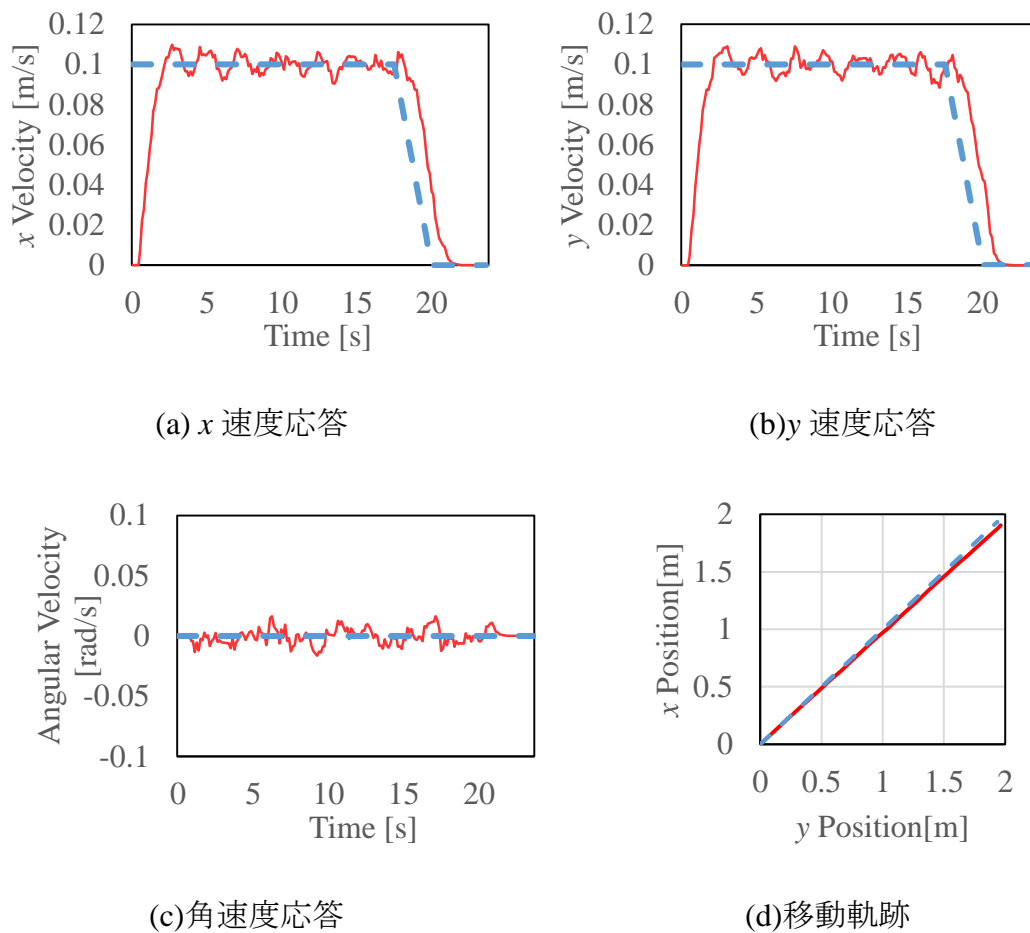 0.12
0.1
0.08
0.06
0.04
0.02
0
x Velocity [m/s]
0 5 10 15 20
Time [s]
(a) x 速度応答
0.12
0.1
0.08
0.06
0.04
0.02
0
y Velocity [m/s]
0 5 10 15 20
Time [s]
(b)y 速度応答
0.1
0.05
0
-0.05
-0.1
Angular Velocity
[rad/s]
0 5 10 15 20
Time [s]
(c)角速度応答
2
1.5
1
0.5
0
x Position[m]
0 0.5 1 1.5 2
y Position[m]
(d)移動軌跡